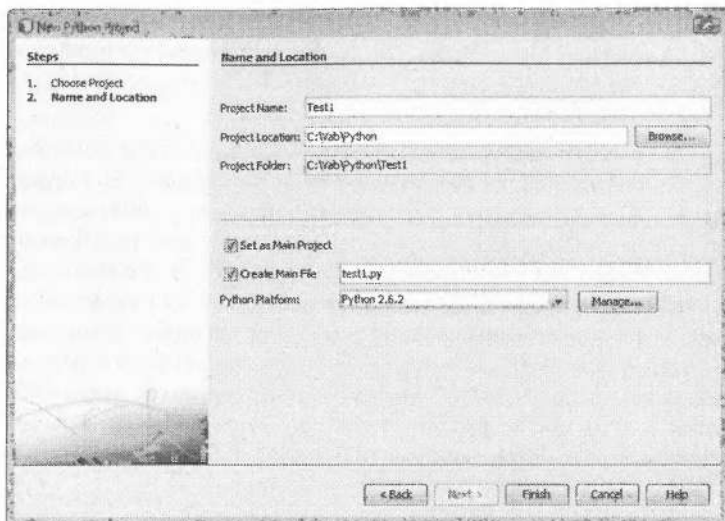 New Python Project
Steps
1. Choose Project
2. Name and Location
Name and Location
Project Name: Test1
Project Location: C:\Vab\Python Browse...
Project Folder: C:\Vab\Python\Test1
Set as Main Project
Create Main File test1.py
Python Platform: Python 2.6.2 Manage...
< Back Next > Finish Cancel Help